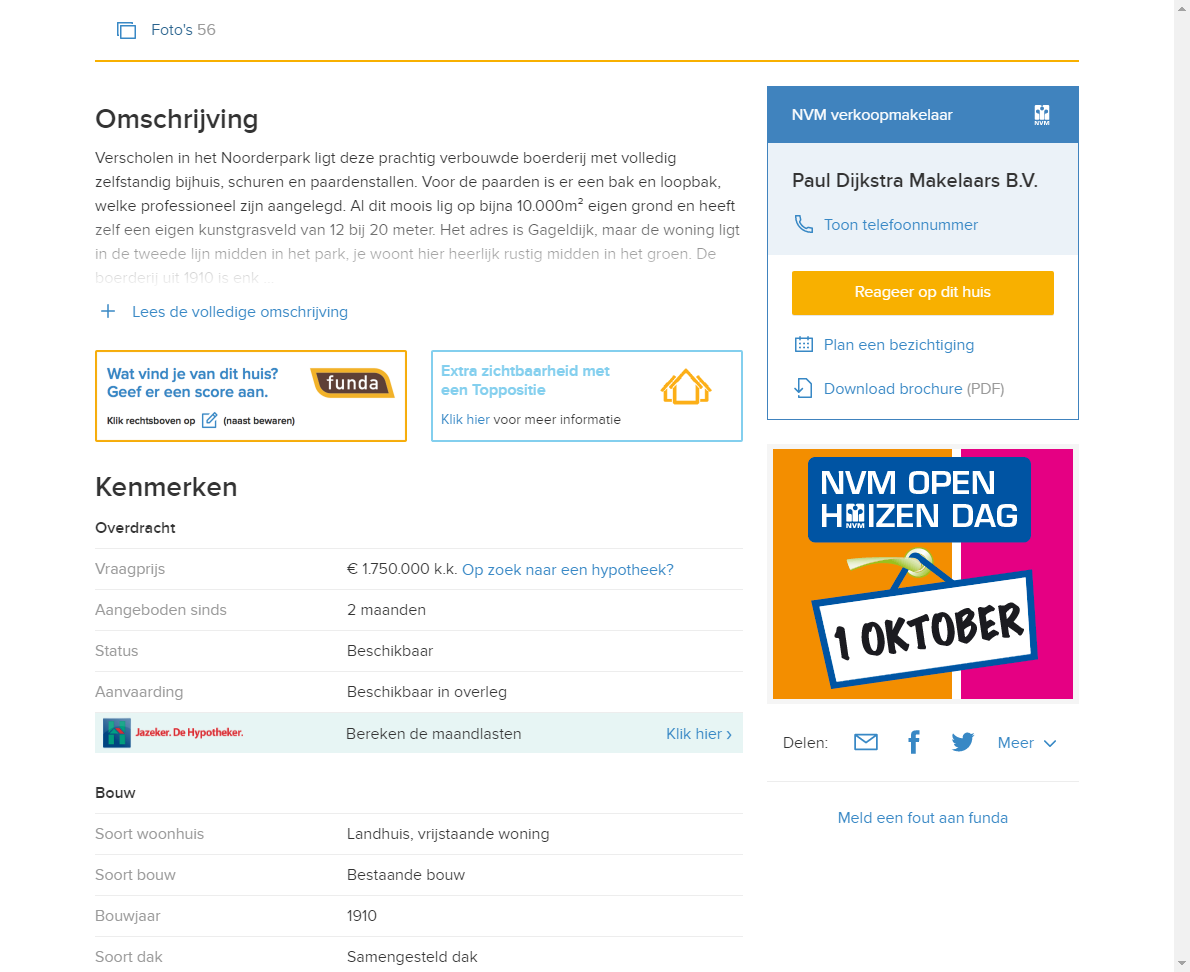 Foto's 56
Omschrijving
Verscholen in het Noorderpark ligt deze prachtig verbouwde boerderij met volledig
zelfstandig bijhuis, schuren en paardenstallen. Voor de paarden is er een bak en loopbak,
welke professioneel zijn aangelegd. Al dit moois lig op bijna 10.000m² eigen grond en heeft
zelf een eigen kunstgrasveld van 12 bij 20 meter. Het adres is Gageldijk, maar de woning ligt
in de tweede lijn midden in het park, je woont hier heerlijk rustig midden in het groen. De
boerderij uit 1910 is enk ...
Lees de volledige omschrijving
Wat vind je van dit huis?
Geef er een score aan.
funda
Klik rechtsboven op (naast bewaren)
Extra zichtbaarheid met
een Toppositie
Klik hier voor meer informatie
Kenmerken
Overdracht
Vraagprijs € 1.750.000 k.k. Op zoek naar een hypotheek?
Aangeboden sinds 2 maanden
Status Beschikbaar
Aanvaarding Beschikbaar in overleg
Jazeker. De Hypotheker. Bereken de maandlasten Klik hier ›
Bouw
Soort woonhuis Landhuis, vrijstaande woning
Soort bouw Bestaande bouw
Bouwjaar 1910
Soort dak Samengesteld dak
NVM verkoopmakelaar NVM
Paul Dijkstra Makelaars B.V.
Toon telefoonnummer
Reageer op dit huis
Plan een bezichtiging
Download brochure (PDF)
NVM OPEN
HUIZEN DAG
NVM
1 OKTOBER
Delen: Meer
Meld een fout aan funda